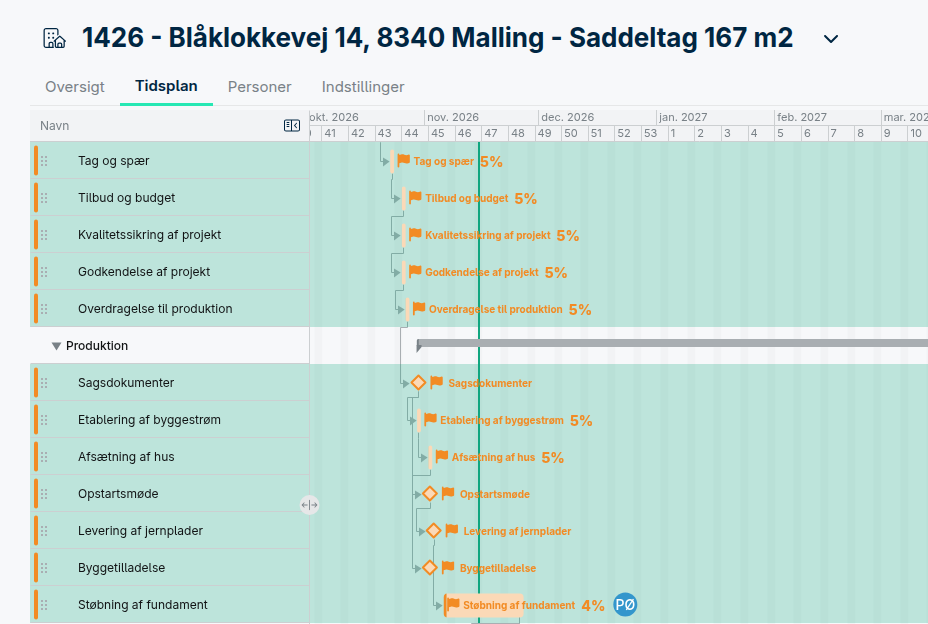 1426 - Blåklokkevej 14, 8340 Malling - Saddeltag 167 m2
Oversigt Tidsplan Personer Indstillinger
Navn
okt. 2026 nov. 2026 dec. 2026 jan. 2027 feb. 2027 mar. 202
41 42 43 44 45 46 47 48 49 50 51 52 53 1 2 3 4 5 6 7 8 9 10
Tag og spær Tag og spær 5%
Tilbud og budget Tilbud og budget 5%
Kvalitetssikring af projekt Kvalitetssikring af projekt 5%
Godkendelse af projekt Godkendelse af projekt 5%
Overdragelse til produktion Overdragelse til produktion 5%
Produktion
Sagsdokumenter Sagsdokumenter
Etablering af byggestrøm Etablering af byggestrøm 5%
Afsætning af hus Afsætning af hus 5%
Opstartsmøde Opstartsmøde
Levering af jernplader Levering af jernplader
Byggetilladelse Byggetilladelse
Støbning af fundament Støbning af fundament 4% PØ